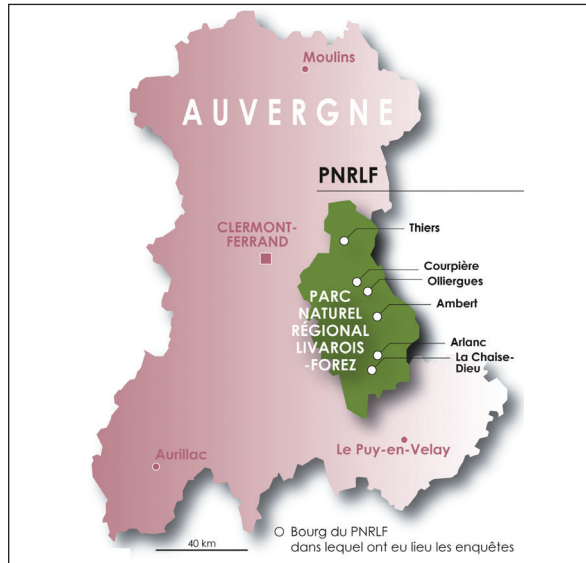 Moulins
AUVERGNE
PNRLF
CLERMONT-
FERRAND
Thiers
Courpière
Olliergues
Ambert
PARC
NATUREL
RÉGIONAL
LIVAROIS
-FOREZ
Arlanc
La Chaise-
Dieu
Aurillac
Le Puy-en-Velay
40 km
Bourg du PNRLF
dans lequel ont eu lieu les enquêtes